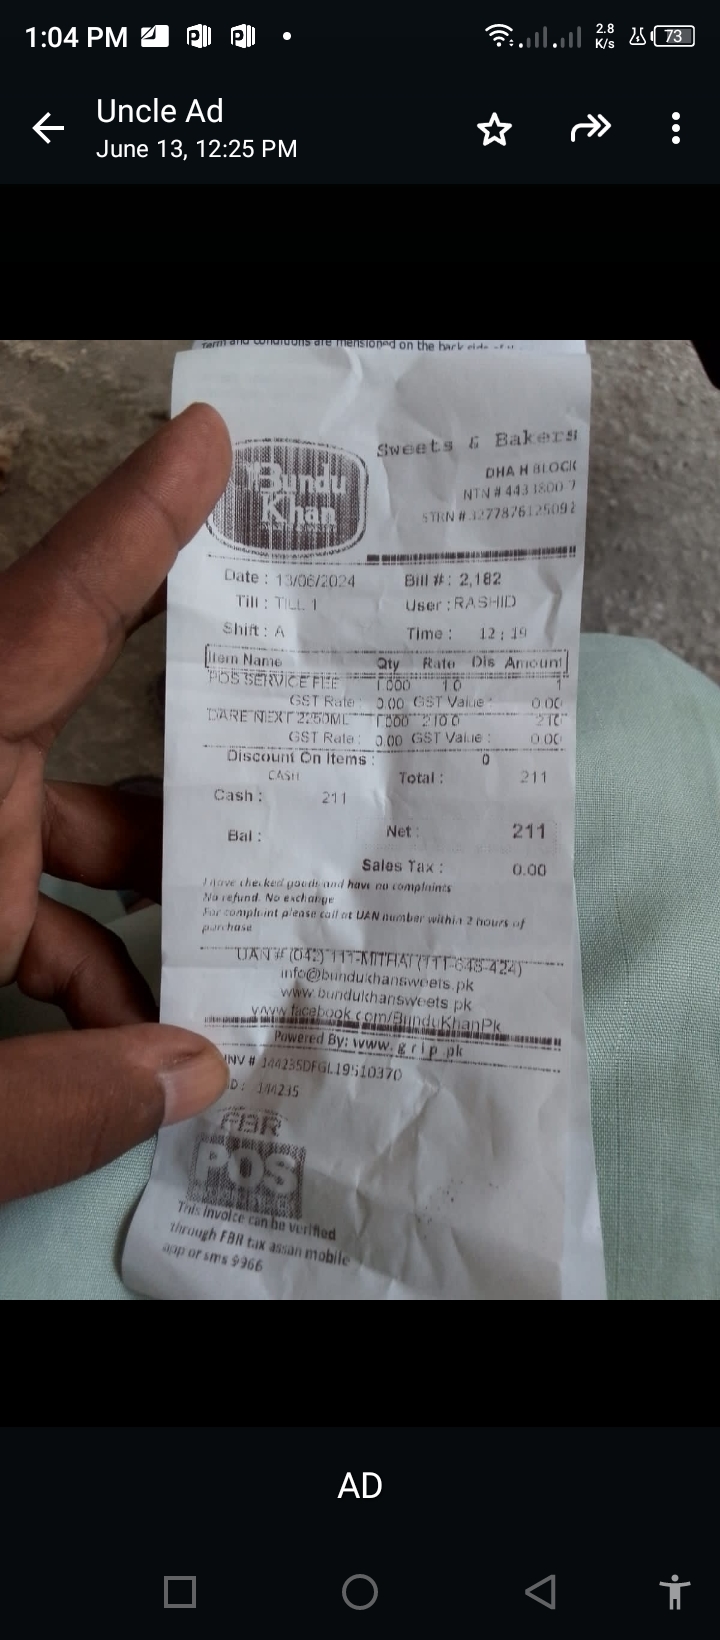 1:04 PM
2.8
K/s
73
Uncle Ad
June 13, 12:25 PM
Term and conditions are mensioned on the back side of
Bundu
Khan
Sweets & Bakers
DHA H BLOCK
NTN #
STRN # 3277876125092
Date : 13/06/2024 Bill #: 2,182
Till : TILL 1 User : RASHID
Shift : A Time : 12 : 19
Item Name Qty Rate Dis Amount
POS SERVICE FEE 1.000 1.0 1
GST Rate : 0.00 GST Value : 0.00
DARE NEXT 2.250ML 1.000 210.0 210
GST Rate : 0.00 GST Value : 0.00
Discount On Items : 0
CASH Total : 211
Cash : 211
Bal : Net : 211
Sales Tax : 0.00
I have checked goods and have no complaints
No refund. No exchange
For complaint please call at UAN number within 2 hours of
purchase
UAN # (042) 111-MITHAI (111-648-424)
info@bundukhansweets.pk
www.bundukhansweets.pk
www.facebook.com/BunduKhanPk
Powered By: www. g r i p .pk
INV # 144235DFGL19510370
D : 144235
FBR
POS
This invoice can be verified
through FBR tax assan mobile
app or sms 9966
AD